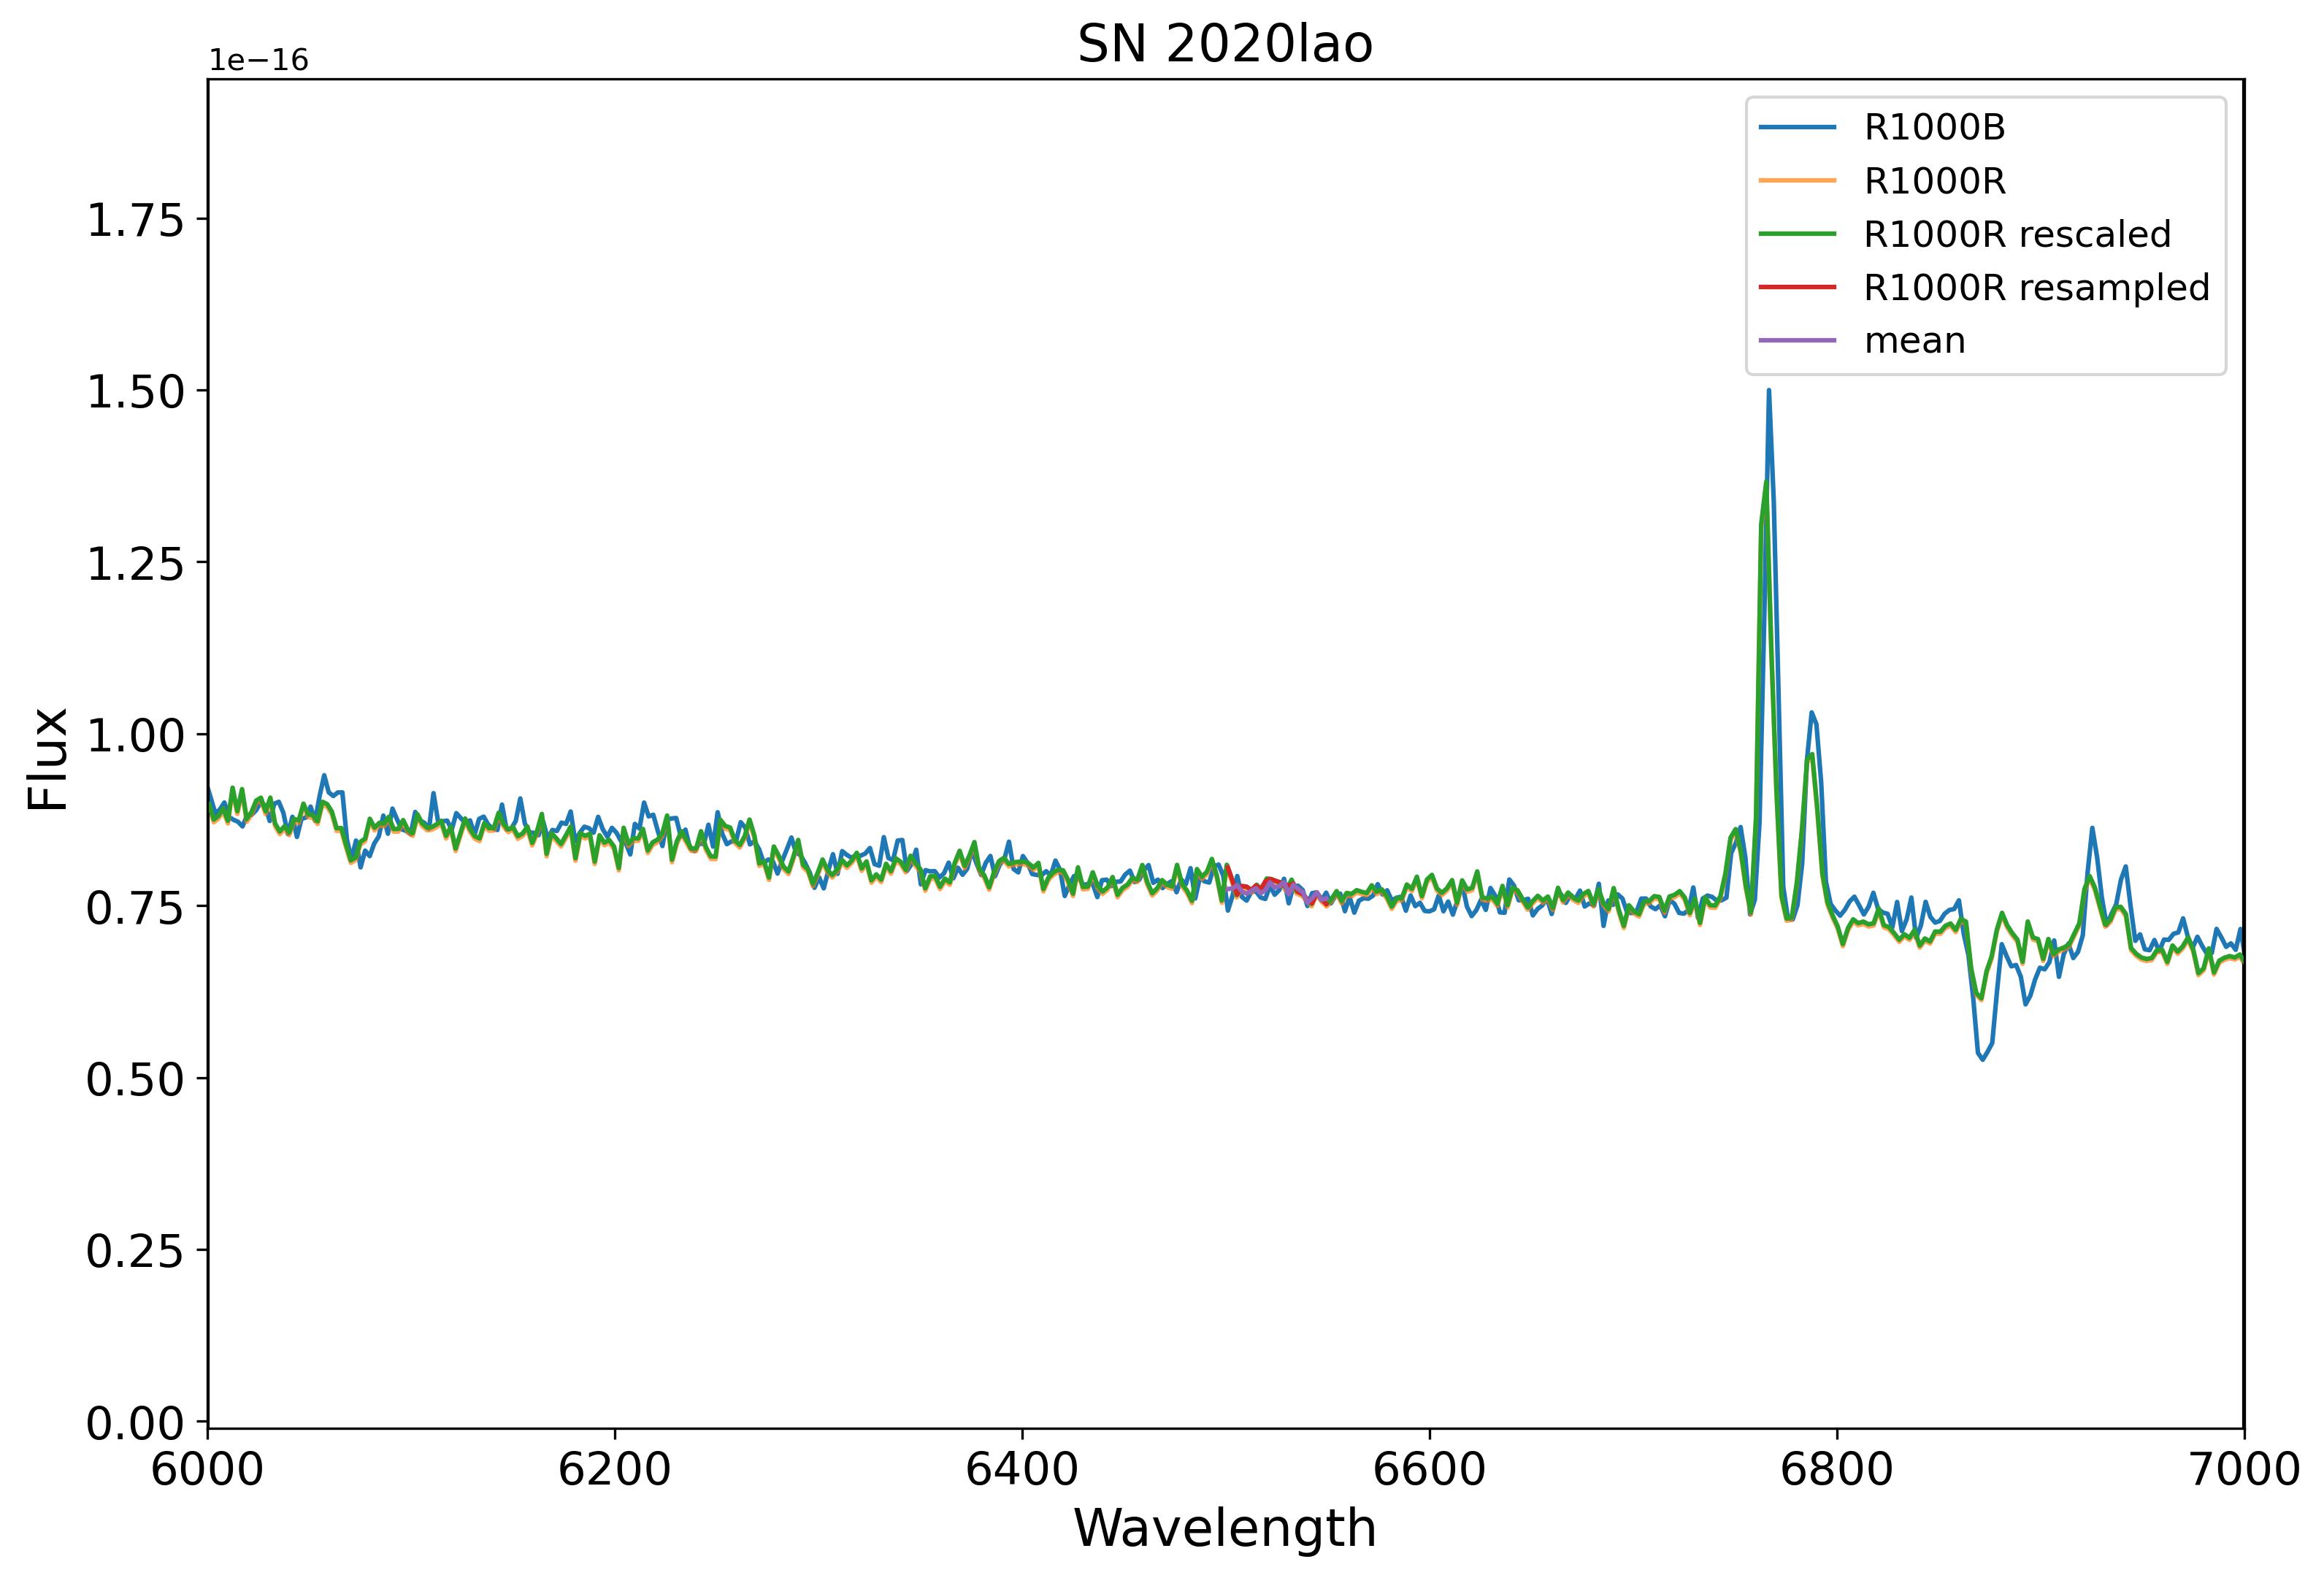 SN 2020lao
1e−16
R1000B
R1000R
R1000R rescaled
R1000R resampled
mean
1.75
1.50
1.25
1.00
0.75
0.50
0.25
0.00
Flux
6000 6200 6400 6600 6800 7000
Wavelength